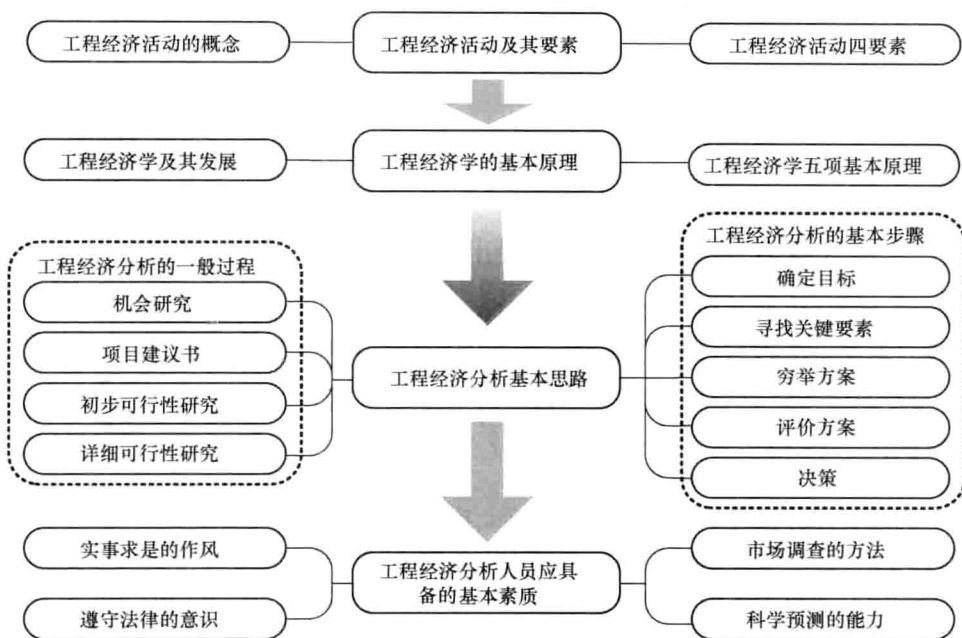 工程经济活动的概念
工程经济活动及其要素
工程经济活动四要素
工程经济学及其发展
工程经济学的基本原理
工程经济学五项基本原理
工程经济分析的一般过程
机会研究
项目建议书
初步可行性研究
详细可行性研究
工程经济分析基本思路
工程经济分析的基本步骤
确定目标
寻找关键要素
穷举方案
评价方案
决策
实事求是的作风
遵守法律的意识
工程经济分析人员应具
备的基本素质
市场调查的方法
科学预测的能力